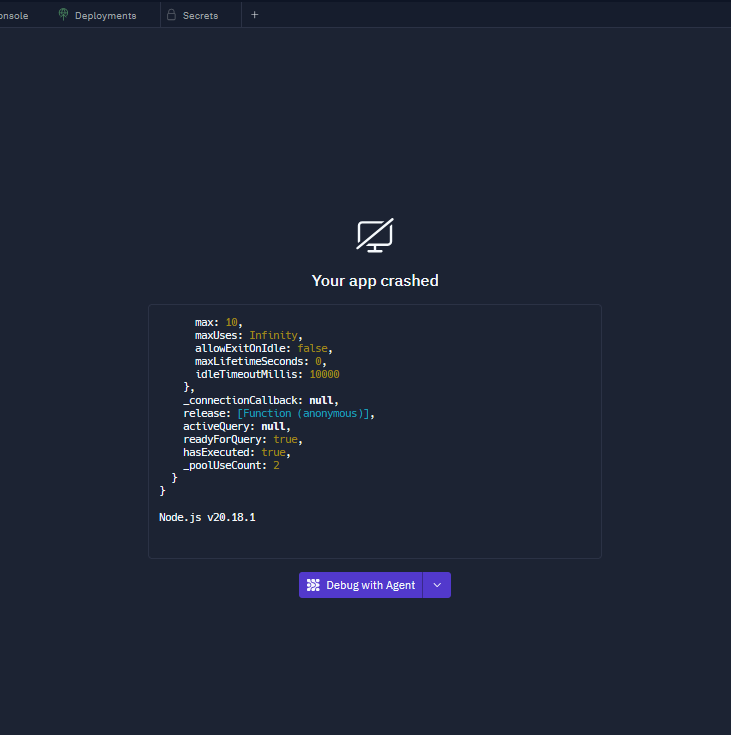 onsole
Deployments
Secrets
+
Your app crashed
max: 10,
maxUses: Infinity,
allowExitOnIdle: false,
maxLifetimeSeconds: 0,
idleTimeoutMillis: 10000
},
_connectionCallback: null,
release: [Function (anonymous)],
activeQuery: null,
readyForQuery: true,
hasExecuted: true,
_poolUseCount: 2
}
}
Node.js v20.18.1
Debug with Agent